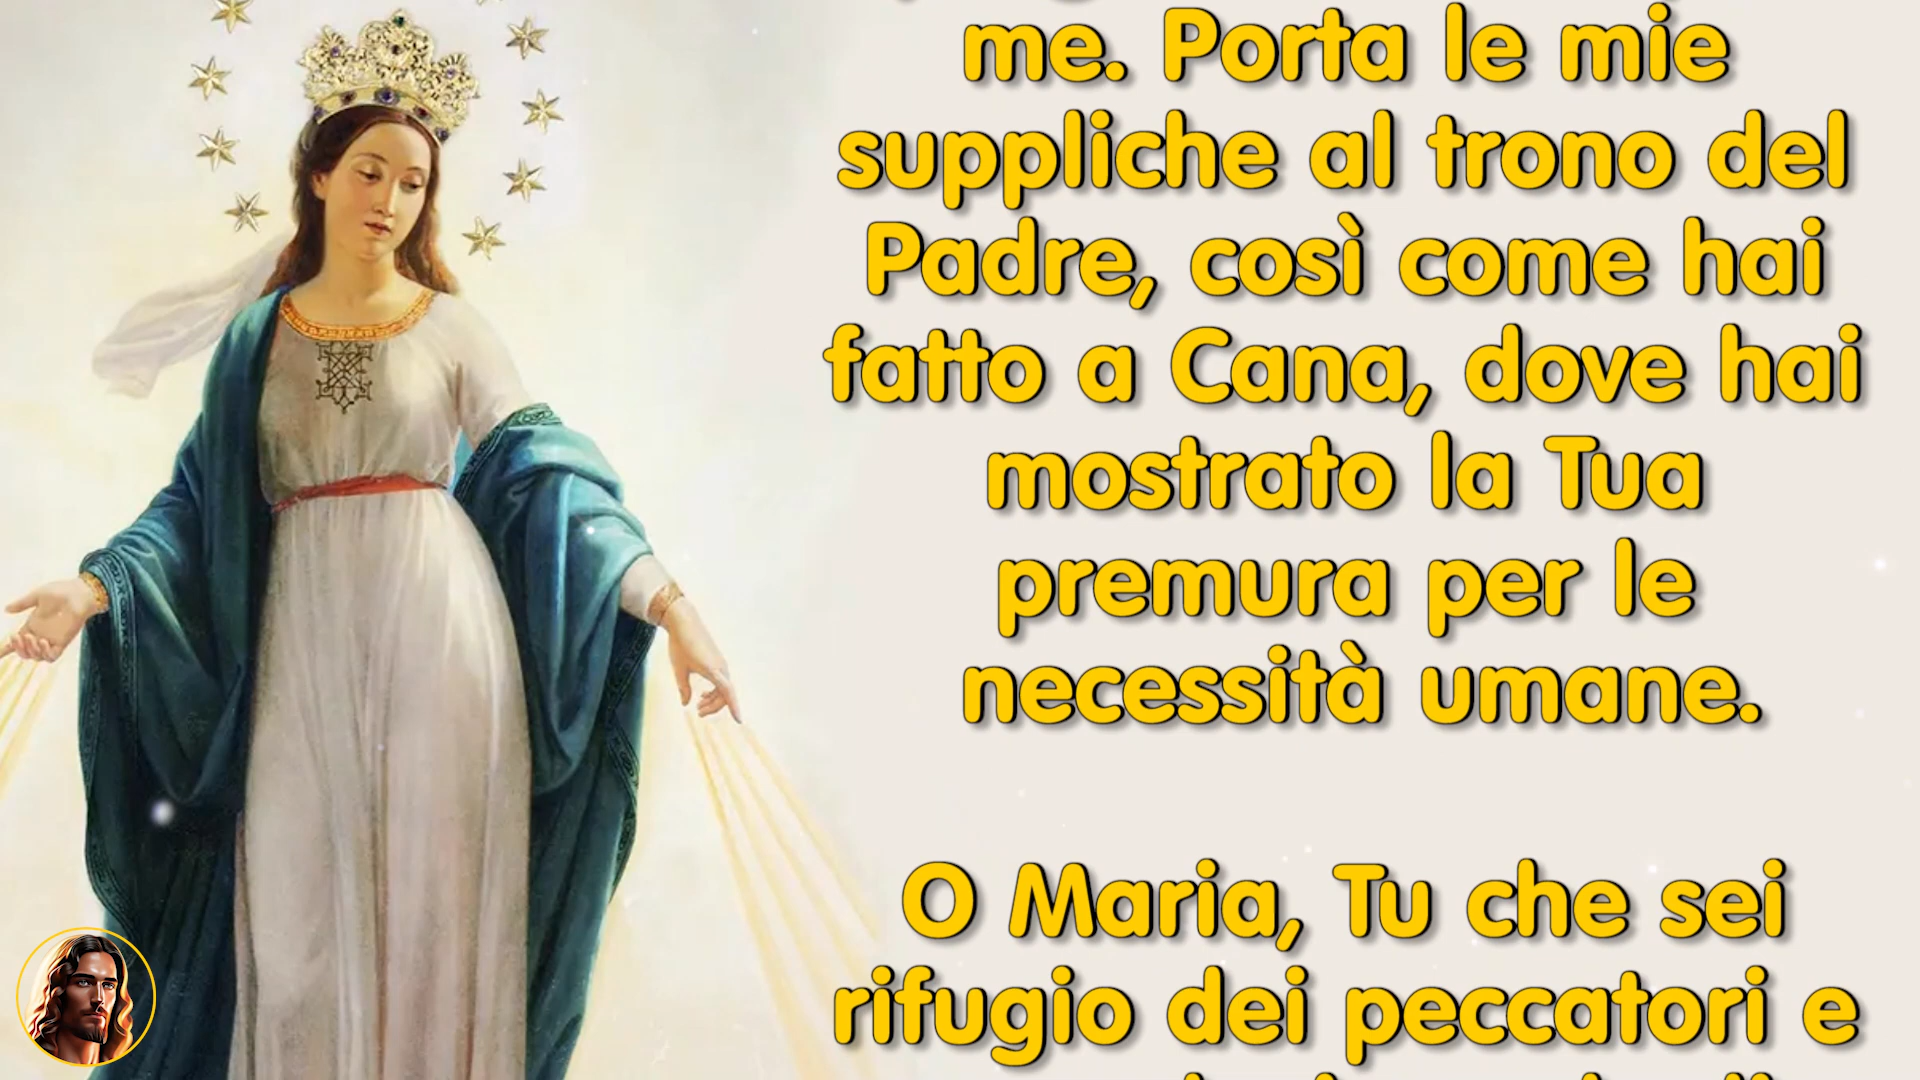 me. Porta le mie
suppliche al trono del
Padre, così come hai
fatto a Cana, dove hai
mostrato la Tua
premura per le
necessità umane.
O Maria, Tu che sei
rifugio dei peccatori e